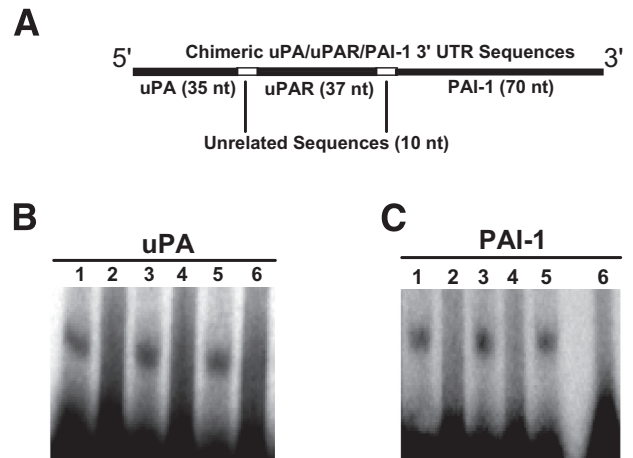 A
Chimeric uPA/uPAR/PAI-1 3' UTR Sequences
5' 3'
uPA (35 nt) uPAR (37 nt) PAI-1 (70 nt)
Unrelated Sequences (10 nt)
B
uPA
1 2 3 4 5 6
C
PAI-1
1 2 3 4 5 6